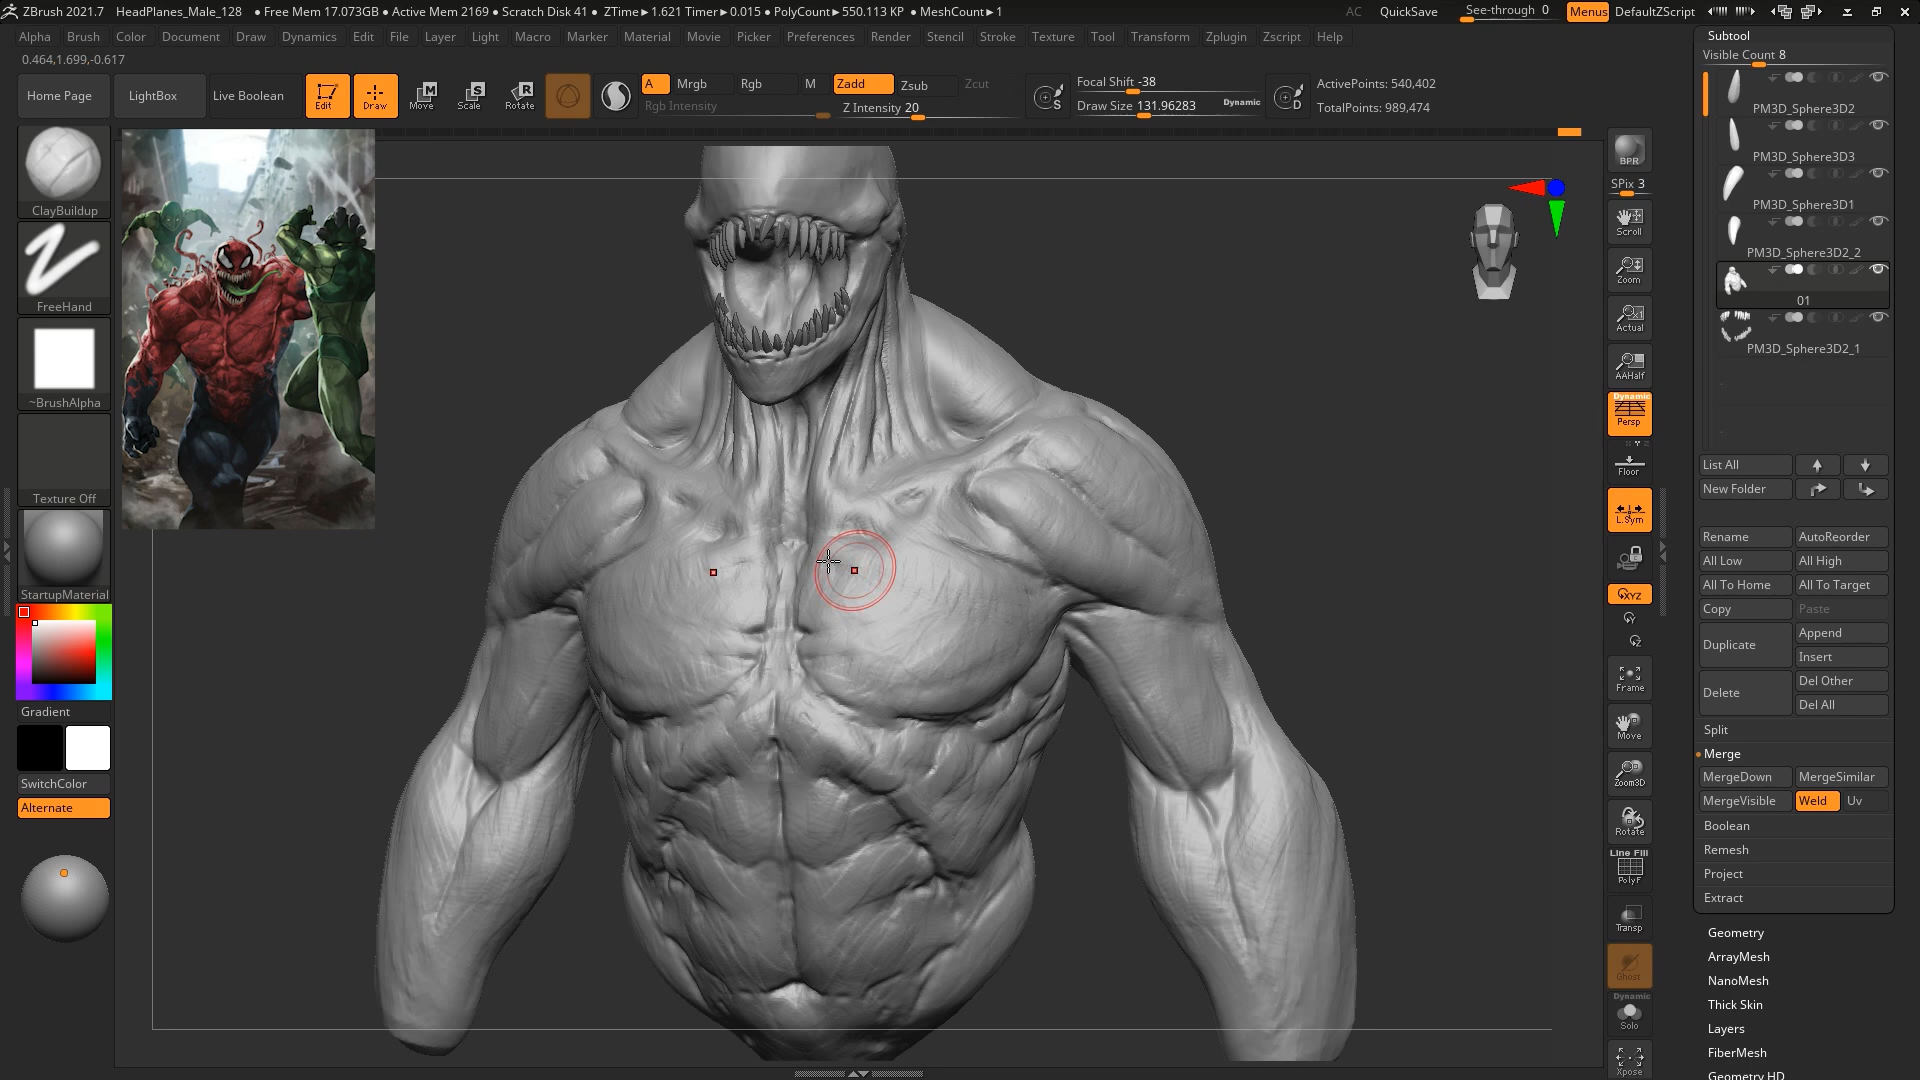 ZBrush 2021.7 HeadPlanes_Male_128 ● Free Mem 17.073GB ● Active Mem 2169 ● Scratch Disk 41 ● ZTime►1.621 Timer►0.015 ● PolyCount►550.113 KP ● MeshCount►1 AC QuickSave See-through 0 Menus DefaultZScript
Alpha Brush Color Document Draw Dynamics Edit File Layer Light Macro Marker Material Movie Picker Preferences Render Stencil Stroke Texture Tool Transform Zplugin Zscript Help
0.464,1.699,-0.617
Home Page LightBox Live Boolean Edit Draw Move Scale Rotate
A Mrgb Rgb M Zadd Zsub Zcut
Rgb Intensity Z Intensity 20
S Focal Shift -38
Draw Size 131.96283 Dynamic
D ActivePoints: 540,402
TotalPoints: 989,474
ClayBuildup
FreeHand
~BrushAlpha
Texture Off
StartupMaterial
Gradient
SwitchColor
Alternate
BPR
SPix 3
Scroll
Zoom
Actual
AAHalf
Dynamic
Persp
Floor
L.Sym
XYZ
Y
Z
Frame
Move
Zoom3D
Rotate
Line Fill
PolyF
Transp
Ghost
Dynamic
Solo
Xpose
Subtool
Visible Count 8
PM3D_Sphere3D2
PM3D_Sphere3D3
PM3D_Sphere3D1
PM3D_Sphere3D2_2
01
PM3D_Sphere3D2_1
List All
New Folder
Rename AutoReorder
All Low All High
All To Home All To Target
Copy Paste
Duplicate Append
Insert
Delete Del Other
Del All
Split
Merge
MergeDown MergeSimilar
MergeVisible Weld Uv
Boolean
Remesh
Project
Extract
Geometry
ArrayMesh
NanoMesh
Thick Skin
Layers
FiberMesh
Geometry HD